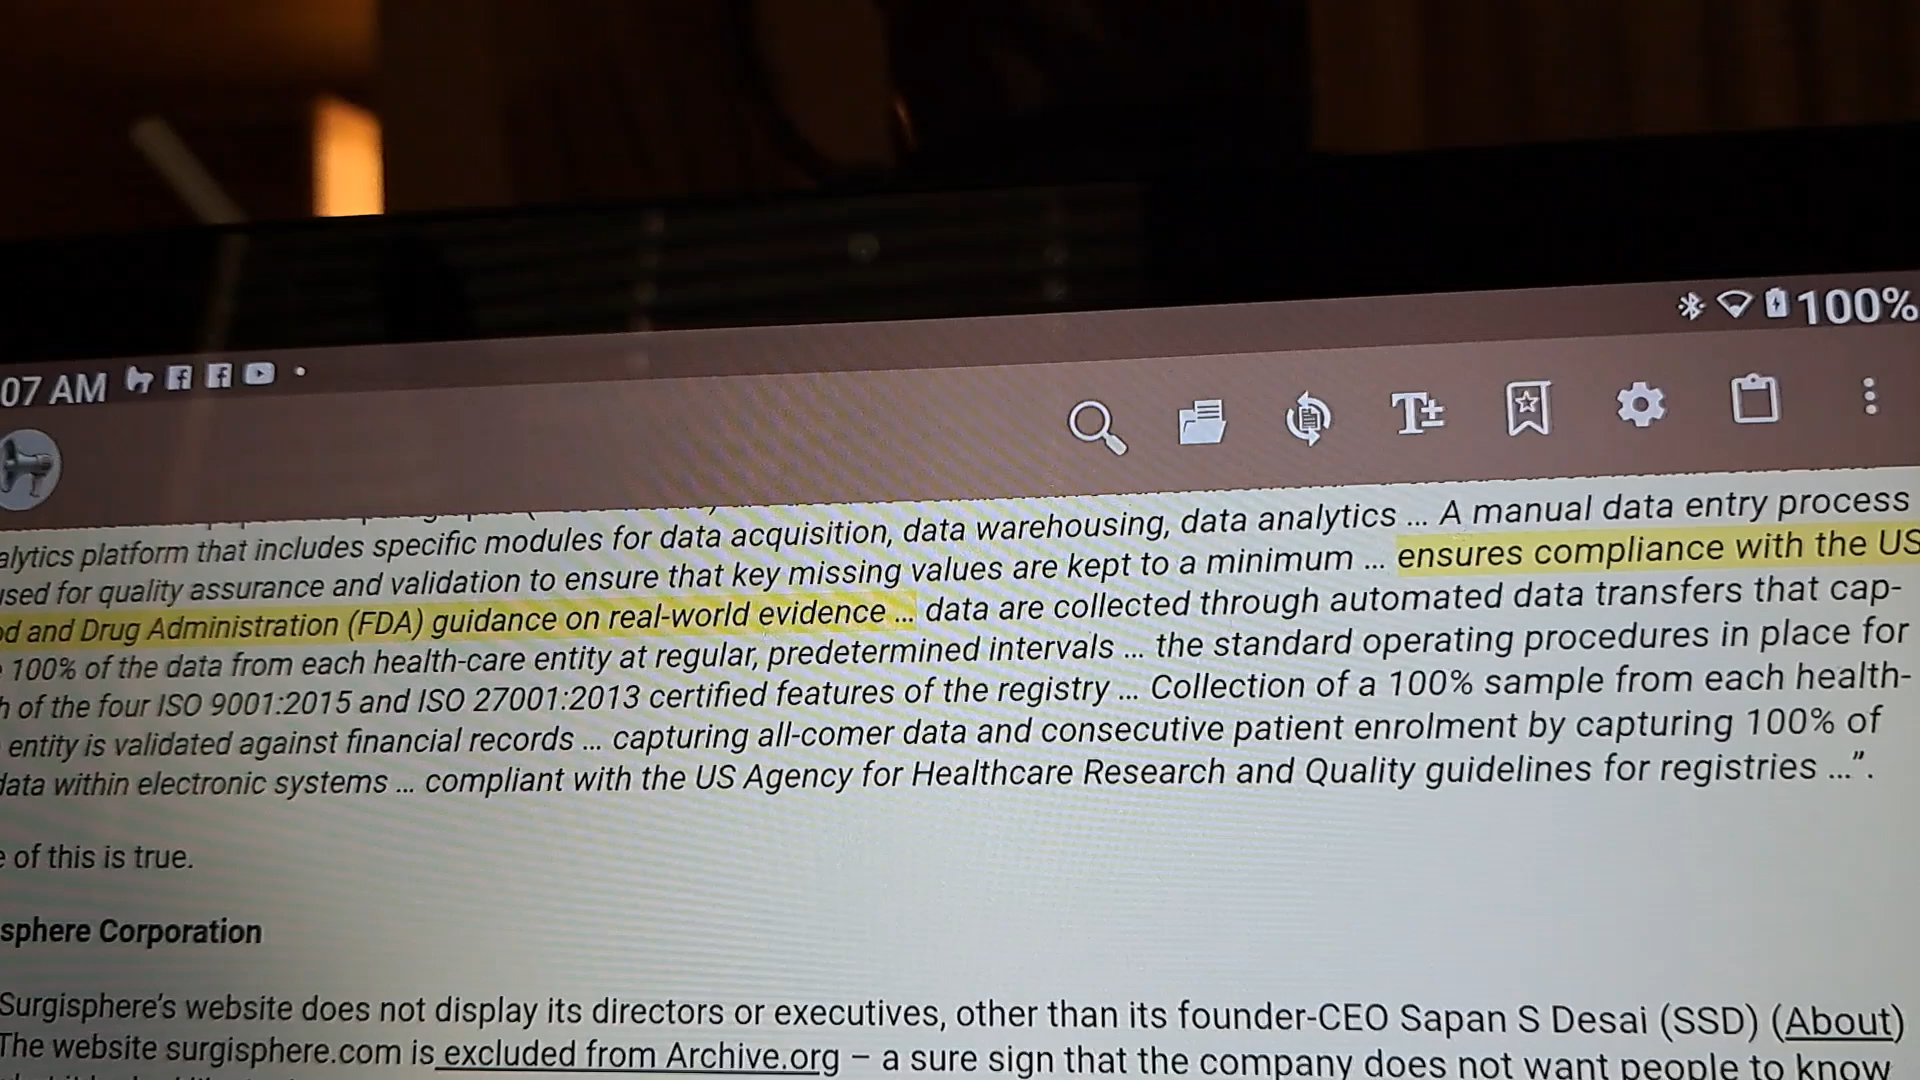 100%
07 AM
alytics platform that includes specific modules for data acquisition, data warehousing, data analytics ... A manual data entry process
used for quality assurance and validation to ensure that key missing values are kept to a minimum ... ensures compliance with the US
od and Drug Administration (FDA) guidance on real-world evidence ... data are collected through automated data transfers that cap-
100% of the data from each health-care entity at regular, predetermined intervals ... the standard operating procedures in place for
h of the four ISO 9001:2015 and ISO 27001:2013 certified features of the registry ... Collection of a 100% sample from each health-
entity is validated against financial records ... capturing all-comer data and consecutive patient enrolment by capturing 100% of
data within electronic systems ... compliant with the US Agency for Healthcare Research and Quality guidelines for registries ...”.
e of this is true.
sphere Corporation
Surgisphere’s website does not display its directors or executives, other than its founder-CEO Sapan S Desai (SSD) (About)
The website surgisphere.com is excluded from Archive.org – a sure sign that the company does not want people to know